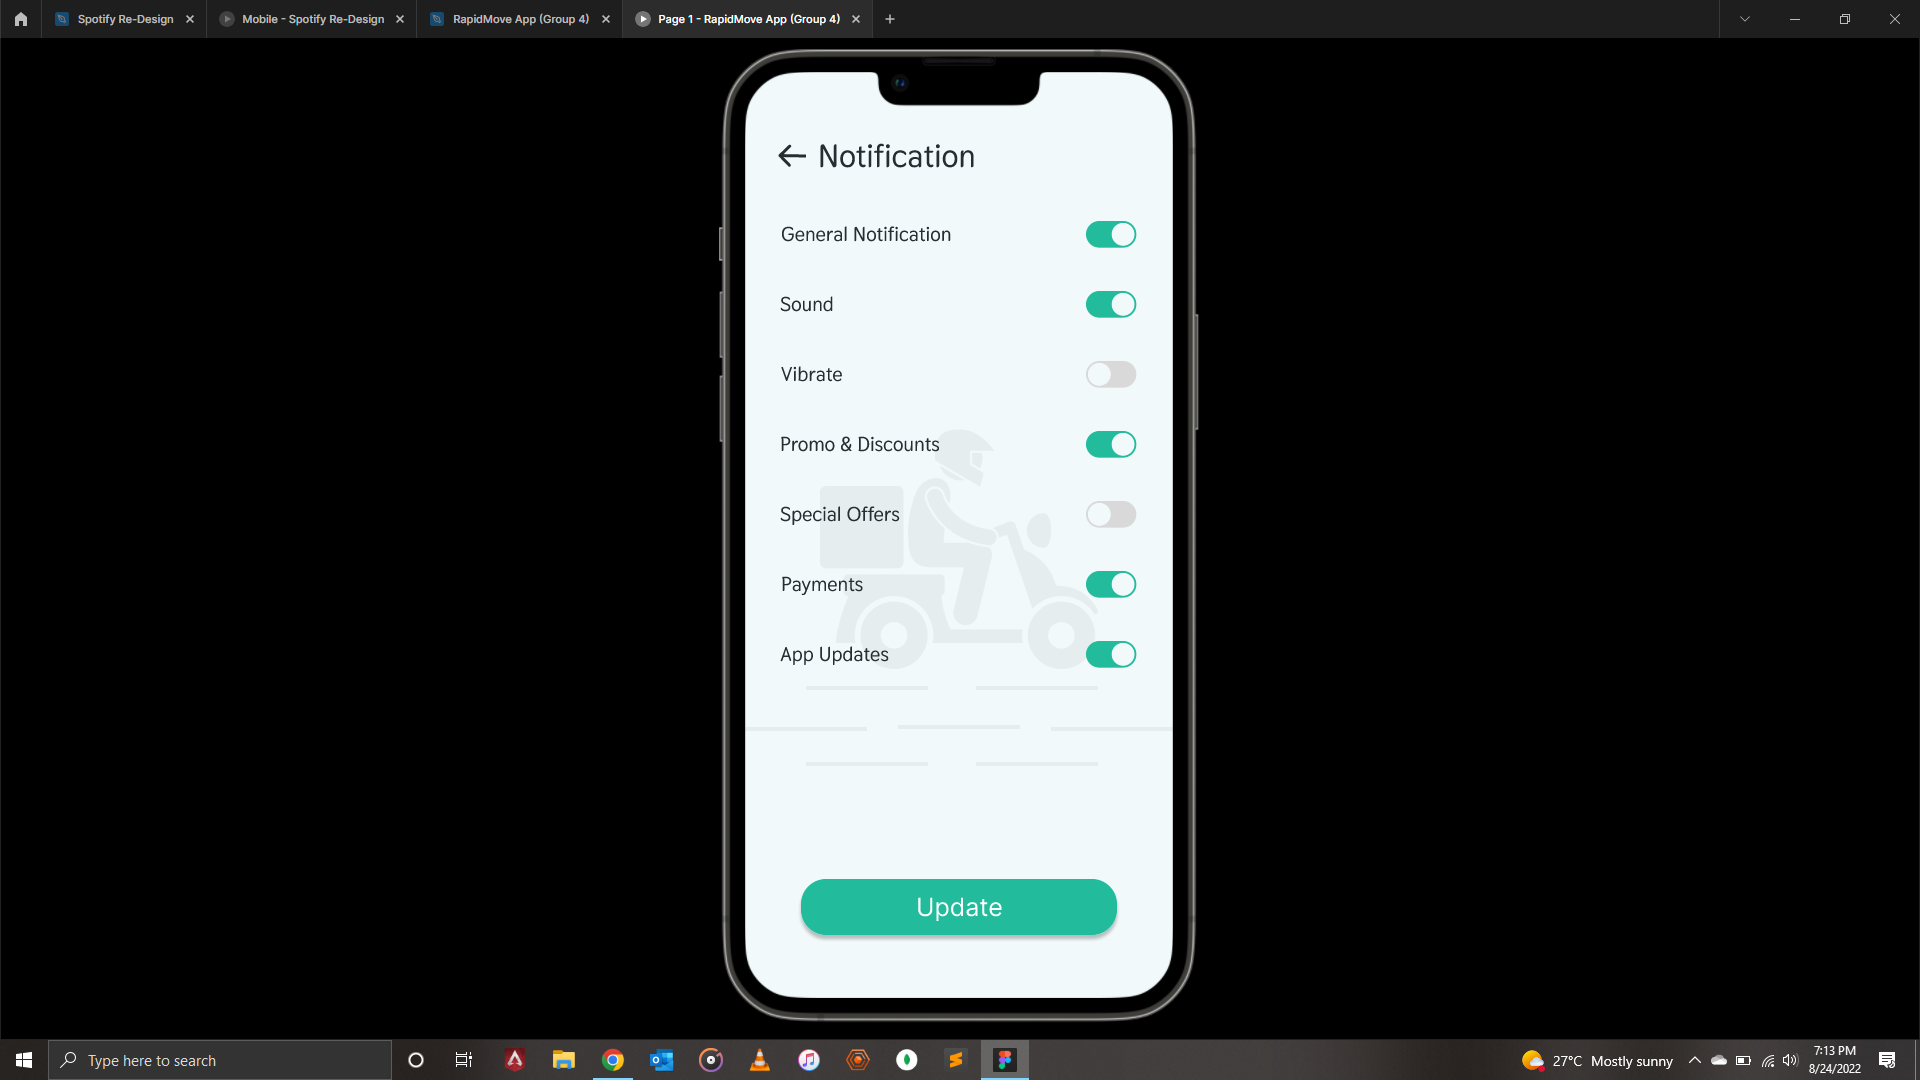 Spotify Re-Design
Mobile - Spotify Re-Design
RapidMove App (Group 4)
Page 1 - RapidMove App (Group 4)
Notification
General Notification
Sound
Vibrate
Promo & Discounts
Special Offers
Payments
App Updates
Update
Type here to search
27°C Mostly sunny
7:13 PM
8/24/2022